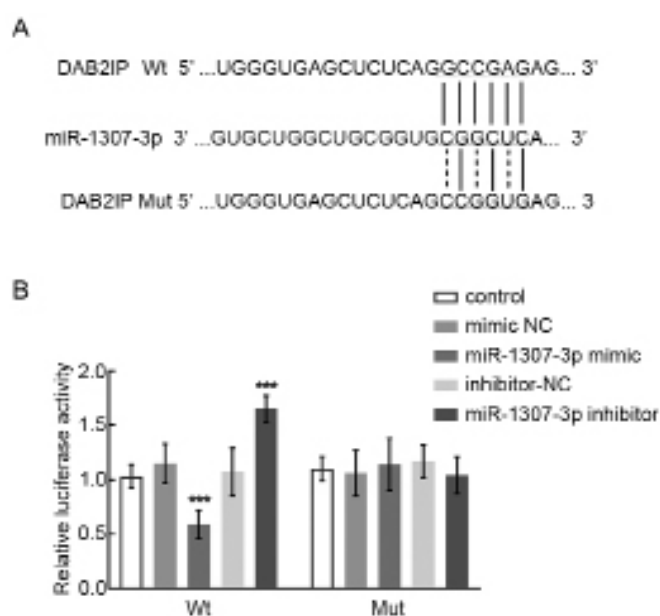 A
DAB2IP Wt 5' ...UGGGUGAGCUCUCAGGCCGAGAG... 3'
miR-1307-3p 3' ...GUGCUGGCUGCGGUGCGGCUCA... 3'
DAB2IP Mut 5' ...UGGGUGAGCUCUCAGCCGGUGAG... 3
B
control
mimic NC
miR-1307-3p mimic
inhibitor-NC
miR-1307-3p inhibitor
Relative luciferase activity
2.0
1.5
1.0
0.5
0.0
***
***
Wt
Mut